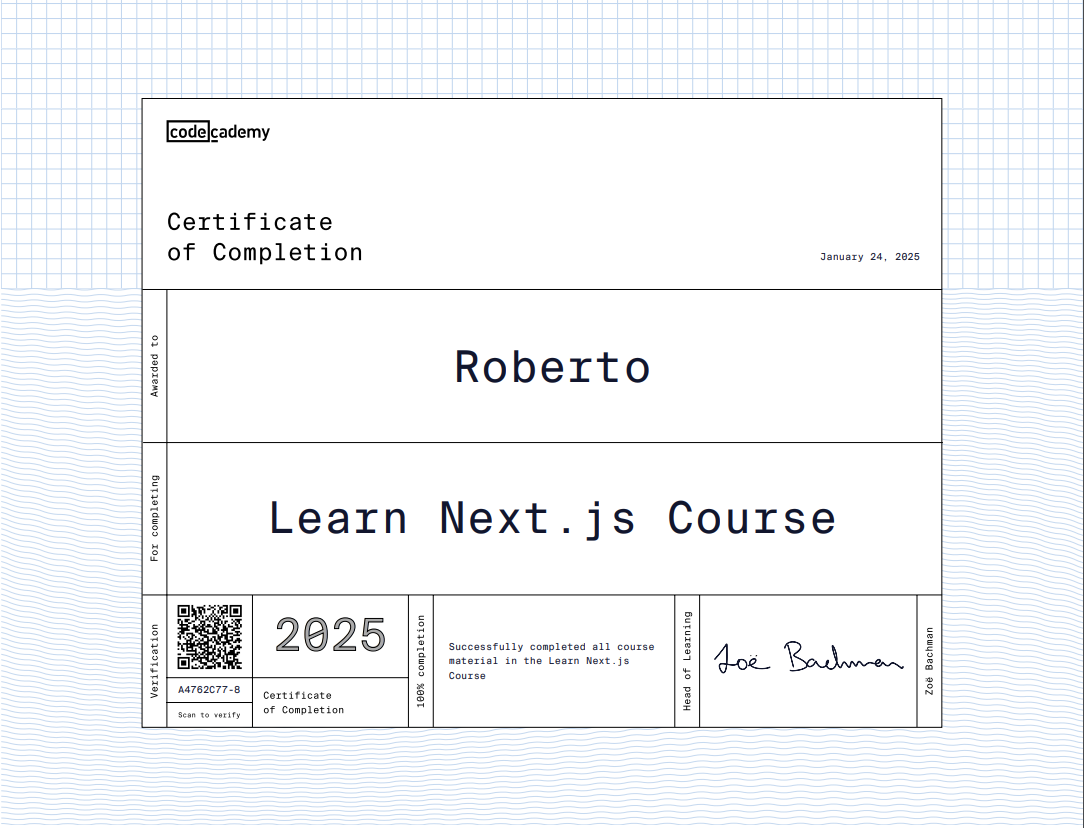 codecademy
Certificate
of Completion
January 24, 2025
Awarded to
Roberto
For completing
Learn Next.js Course
Verification
A4762C77-8
Scan to verify
2025
Certificate
of Completion
100% completion
Successfully completed all course
material in the Learn Next.js
Course
Head of Learning
Zoë Bachman
Zoë Bachman